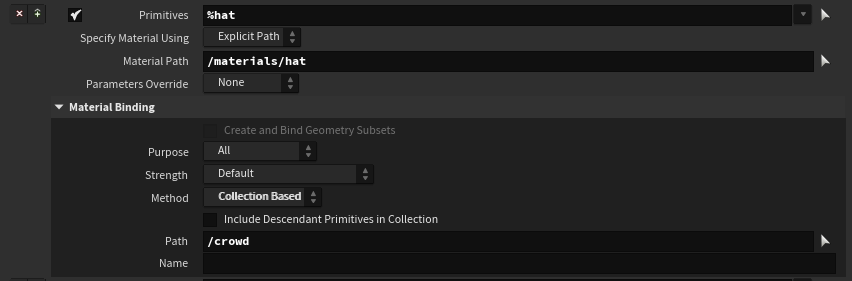 Primitives %hat
Specify Material Using Explicit Path
Material Path /materials/hat
Parameters Override None
Material Binding
Create and Bind Geometry Subsets
Purpose All
Strength Default
Method Collection Based
Include Descendant Primitives in Collection
Path /crowd
Name